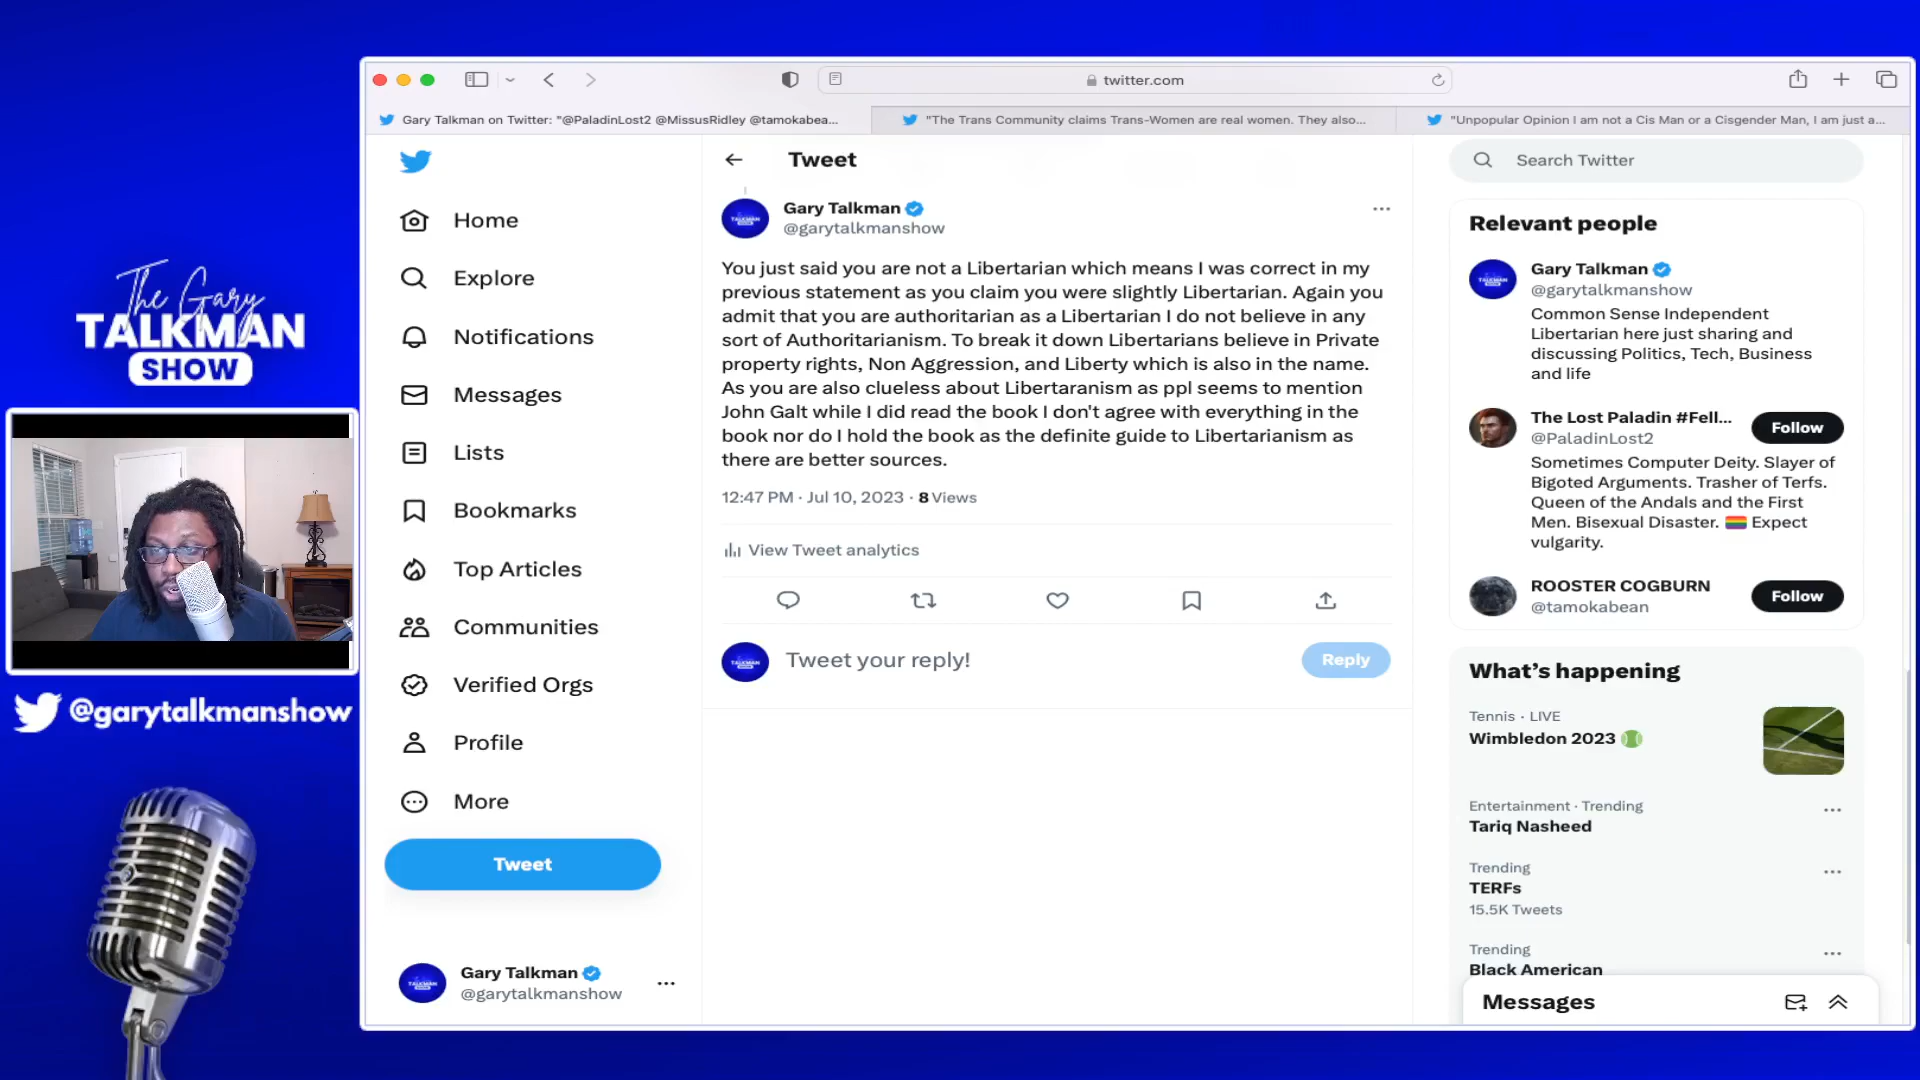 The Gary
TALKMAN
SHOW
@garytalkmanshow
twitter.com
Gary Talkman on Twitter: "@PaladinLost2 @MissusRidley @tamokabea...
"The Trans Community claims Trans-Women are real women. They also...
"Unpopular Opinion I am not a Cis Man or a Cisgender Man, I am just a...
Home
Explore
Notifications
Messages
Lists
Bookmarks
Top Articles
Communities
Verified Orgs
Profile
More
Tweet
Gary Talkman
@garytalkmanshow
Tweet
Gary Talkman
@garytalkmanshow
You just said you are not a Libertarian which means I was correct in my
previous statement as you claim you were slightly Libertarian. Again you
admit that you are authoritarian as a Libertarian I do not believe in any
sort of Authoritarianism. To break it down Libertarians believe in Private
property rights, Non Aggression, and Liberty which is also in the name.
As you are also clueless about Libertaranism as ppl seems to mention
John Galt while I did read the book I don't agree with everything in the
book nor do I hold the book as the definite guide to Libertarianism as
there are better sources.
12:47 PM · Jul 10, 2023 · 8 Views
View Tweet analytics
Tweet your reply!
Reply
Search Twitter
Relevant people
Gary Talkman
@garytalkmanshow
Common Sense Independent
Libertarian here just sharing and
discussing Politics, Tech, Business
and life
The Lost Paladin #Fell...
@PaladinLost2
Follow
Sometimes Computer Deity. Slayer of
Bigoted Arguments. Trasher of Terfs.
Queen of the Andals and the First
Men. Bisexual Disaster. 🏳️‍🌈 Expect
vulgarity.
ROOSTER COGBURN
@tamokabean
Follow
What's happening
Tennis · LIVE
Wimbledon 2023
Entertainment · Trending
Tariq Nasheed
Trending
TERFs
15.5K Tweets
Trending
Black American
Messages